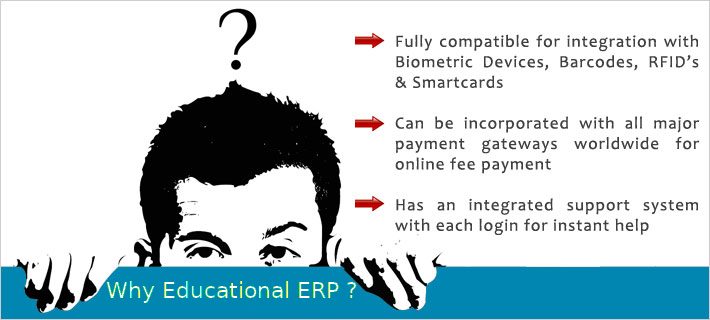 ?
Fully compatible for integration with
Biometric Devices, Barcodes, RFID's
& Smartcards
Can be incorporated with all major
payment gateways worldwide for
online fee payment
Has an integrated support system
with each login for instant help
Why Educational ERP ?